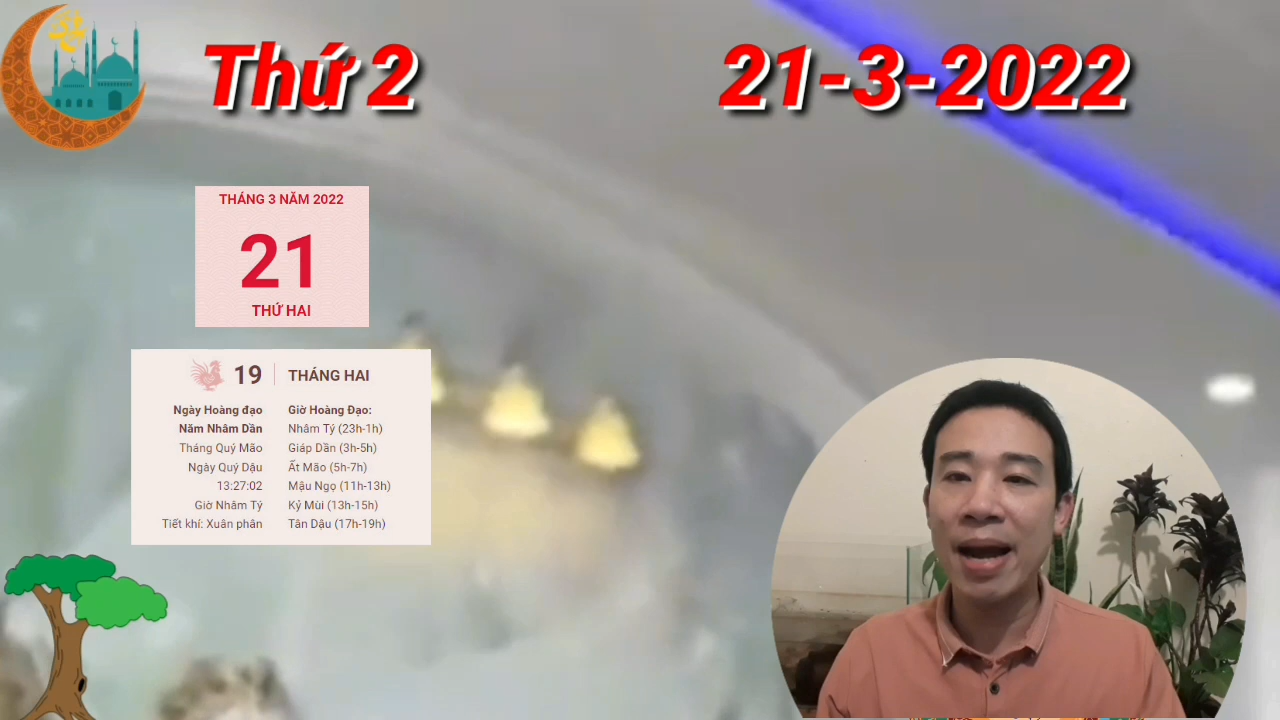 Thứ 2
21-3-2022
THÁNG 3 NĂM 2022
21
THỨ HAI
19 THÁNG HAI
Ngày Hoàng đạo
Năm Nhâm Dần
Tháng Quý Mão
Ngày Quý Dậu
13:27:02
Giờ Nhâm Tý
Tiết khí: Xuân phân
Giờ Hoàng Đạo:
Nhâm Tý (23h-1h)
Giáp Dần (3h-5h)
Ất Mão (5h-7h)
Mậu Ngọ (11h-13h)
Kỷ Mùi (13h-15h)
Tân Dậu (17h-19h)